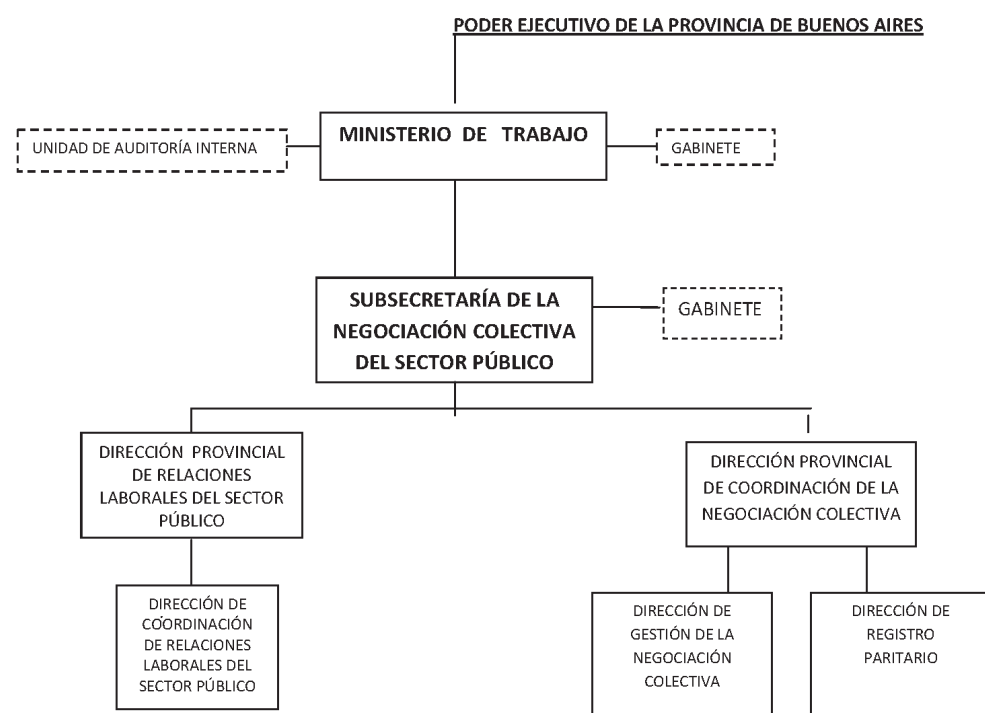 PODER EJECUTIVO DE LA PROVINCIA DE BUENOS AIRES
MINISTERIO DE TRABAJO
UNIDAD DE AUDITORÍA INTERNA
GABINETE
SUBSECRETARÍA DE LA
NEGOCIACIÓN COLECTIVA
DEL SECTOR PÚBLICO
GABINETE
DIRECCIÓN PROVINCIAL
DE RELACIONES
LABORALES DEL SECTOR
PÚBLICO
DIRECCIÓN PROVINCIAL
DE COORDINACIÓN DE LA
NEGOCIACIÓN COLECTIVA
DIRECCIÓN DE
COORDINACIÓN
DE RELACIONES
LABORALES DEL
SECTOR PÚBLICO
DIRECCIÓN DE
GESTIÓN DE LA
NEGOCIACIÓN
COLECTIVA
DIRECCIÓN DE
REGISTRO
PARITARIO